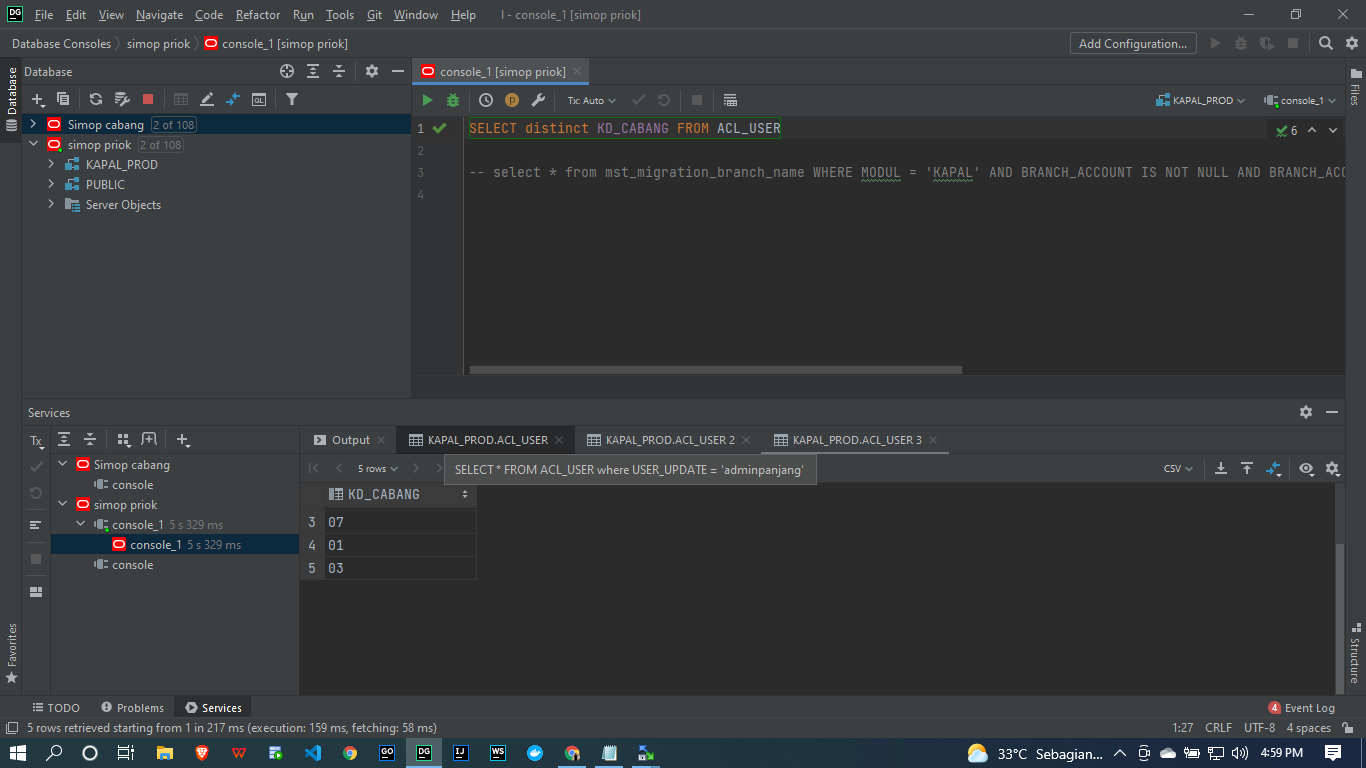 DG File Edit View Navigate Code Refactor Run Tools Git Window Help I - console_1 [simop priok]
Database Consoles simop priok console_1 [simop priok] Add Configuration...
Database
console_1 [simop priok]
Tx: Auto KAPAL_PROD console_1
QL
P
Simop cabang 2 of 108
simop priok 2 of 108
KAPAL_PROD
PUBLIC
Server Objects
1 SELECT distinct KD_CABANG FROM ACL_USER
6
2
3 -- select * from mst_migration_branch_name WHERE MODUL = 'KAPAL' AND BRANCH_ACCOUNT IS NOT NULL AND BRANCH_ACC
4
Database
Files
Services
Tx
Simop cabang
console
simop priok
console_1 5 s 329 ms
console_1 5 s 329 ms
console
Output KAPAL_PROD.ACL_USER KAPAL_PROD.ACL_USER 2 KAPAL_PROD.ACL_USER 3
5 rows CSV
SELECT * FROM ACL_USER where USER_UPDATE = 'adminpanjang'
KD_CABANG
3 07
4 01
5 03
Favorites
Structure
TODO Problems Services 4 Event Log
5 rows retrieved starting from 1 in 217 ms (execution: 159 ms, fetching: 58 ms) 1:27 CRLF UTF-8 4 spaces
GO DG IJ WS 33°C Sebagian... 4:59 PM